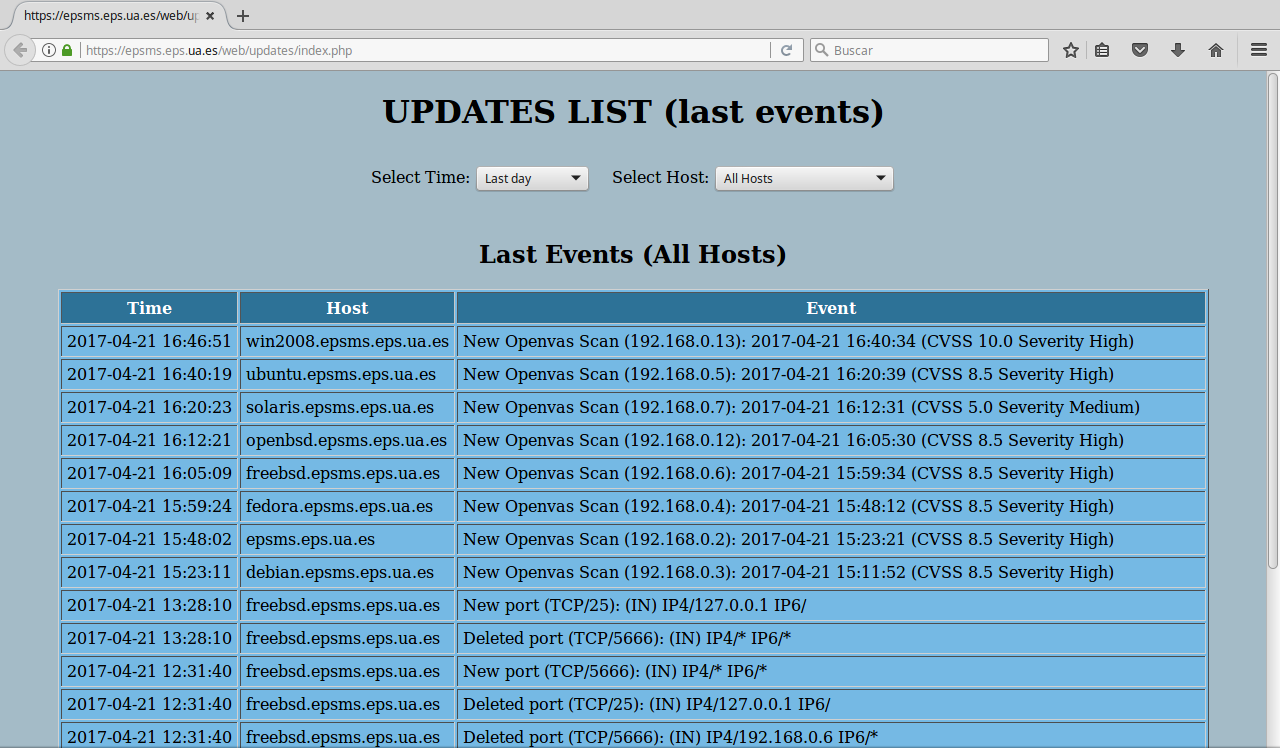 https://epsms.eps.ua.es/web/up
https://epsms.eps.ua.es/web/updates/index.php
Buscar
UPDATES LIST (last events)
Select Time: Last day Select Host: All Hosts
Last Events (All Hosts)
Time Host Event
2017-04-21 16:46:51 win2008.epsms.eps.ua.es New Openvas Scan (192.168.0.13): 2017-04-21 16:40:34 (CVSS 10.0 Severity High)
2017-04-21 16:40:19 ubuntu.epsms.eps.ua.es New Openvas Scan (192.168.0.5): 2017-04-21 16:20:39 (CVSS 8.5 Severity High)
2017-04-21 16:20:23 solaris.epsms.eps.ua.es New Openvas Scan (192.168.0.7): 2017-04-21 16:12:31 (CVSS 5.0 Severity Medium)
2017-04-21 16:12:21 openbsd.epsms.eps.ua.es New Openvas Scan (192.168.0.12): 2017-04-21 16:05:30 (CVSS 8.5 Severity High)
2017-04-21 16:05:09 freebsd.epsms.eps.ua.es New Openvas Scan (192.168.0.6): 2017-04-21 15:59:34 (CVSS 8.5 Severity High)
2017-04-21 15:59:24 fedora.epsms.eps.ua.es New Openvas Scan (192.168.0.4): 2017-04-21 15:48:12 (CVSS 8.5 Severity High)
2017-04-21 15:48:02 epsms.eps.ua.es New Openvas Scan (192.168.0.2): 2017-04-21 15:23:21 (CVSS 8.5 Severity High)
2017-04-21 15:23:11 debian.epsms.eps.ua.es New Openvas Scan (192.168.0.3): 2017-04-21 15:11:52 (CVSS 8.5 Severity High)
2017-04-21 13:28:10 freebsd.epsms.eps.ua.es New port (TCP/25): (IN) IP4/127.0.0.1 IP6/
2017-04-21 13:28:10 freebsd.epsms.eps.ua.es Deleted port (TCP/5666): (IN) IP4/* IP6/*
2017-04-21 12:31:40 freebsd.epsms.eps.ua.es New port (TCP/5666): (IN) IP4/* IP6/*
2017-04-21 12:31:40 freebsd.epsms.eps.ua.es Deleted port (TCP/25): (IN) IP4/127.0.0.1 IP6/
2017-04-21 12:31:40 freebsd.epsms.eps.ua.es Deleted port (TCP/5666): (IN) IP4/192.168.0.6 IP6/*